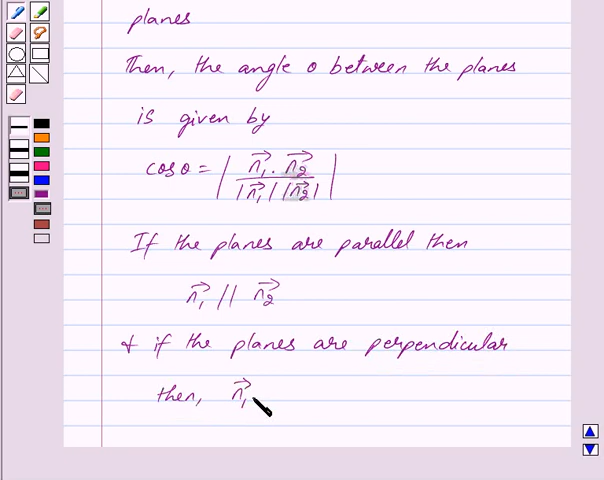 planes
Then, the angle θ between the planes
is given by
cos θ = | n₁⃗ . n₂⃗ / |n₁⃗| |n₂⃗| |
If the planes are parallel then
n₁⃗ || n₂⃗
& if the planes are perpendicular
then, n₁⃗